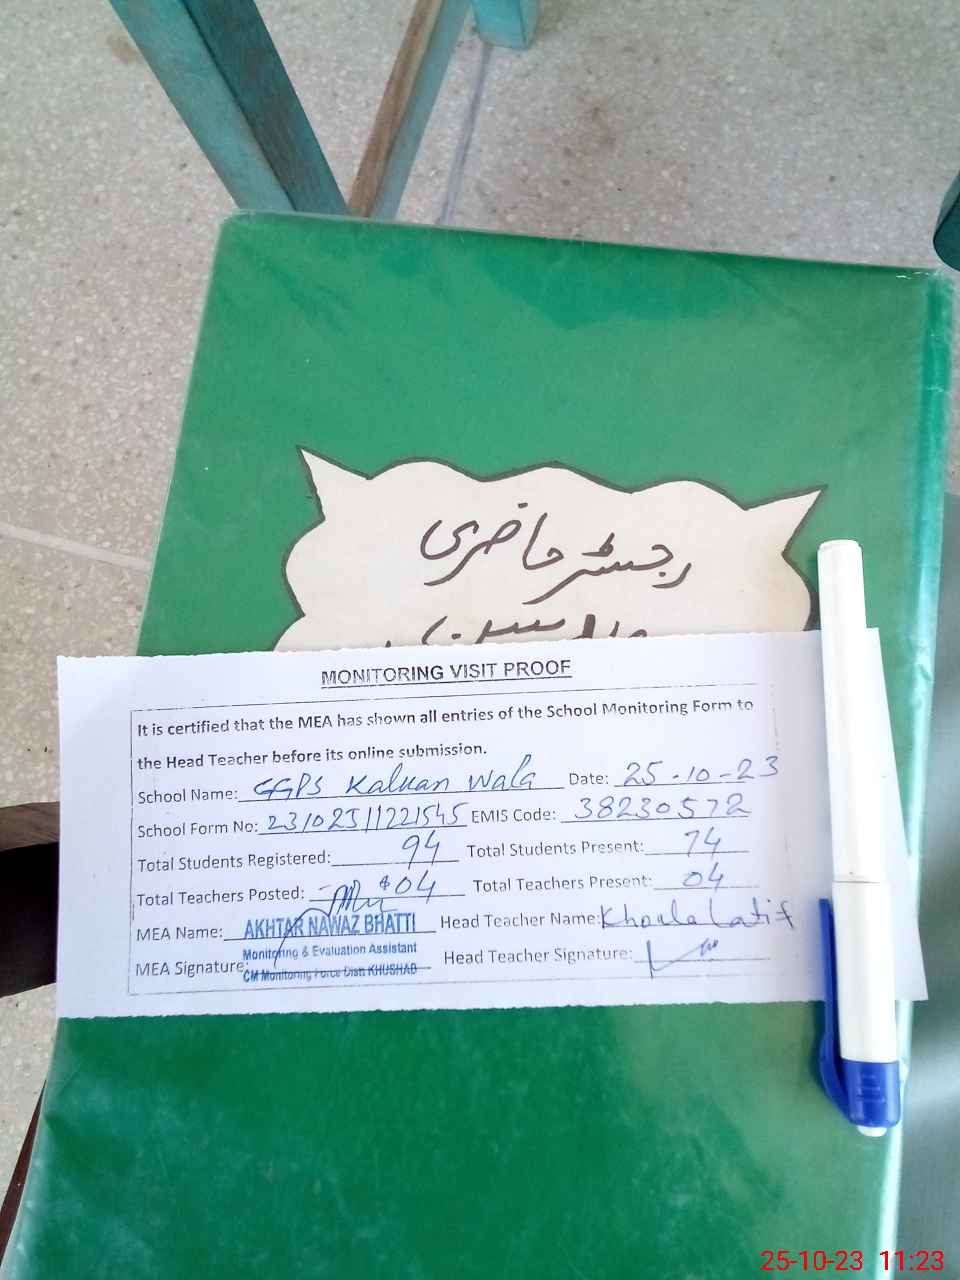 رجسٹر حاضری
MONITORING VISIT PROOF
It is certified that the MEA has shown all entries of the School Monitoring Form to
the Head Teacher before its online submission.
School Name: GGPS Kalukan Wala Date: 25-10-23
School Form No: 231025111221545 EMIS Code: 38230572
Total Students Registered: 94 Total Students Present: 74
Total Teachers Posted: 04 Total Teachers Present: 04
MEA Name: AKHTAR NAWAZ BHATTI Head Teacher Name: Khoula Latif
Monitoring & Evaluation Assistant
MEA Signature: CM Monitoring Force Distt KHUSHAB Head Teacher Signature:
25-10-23 11:23